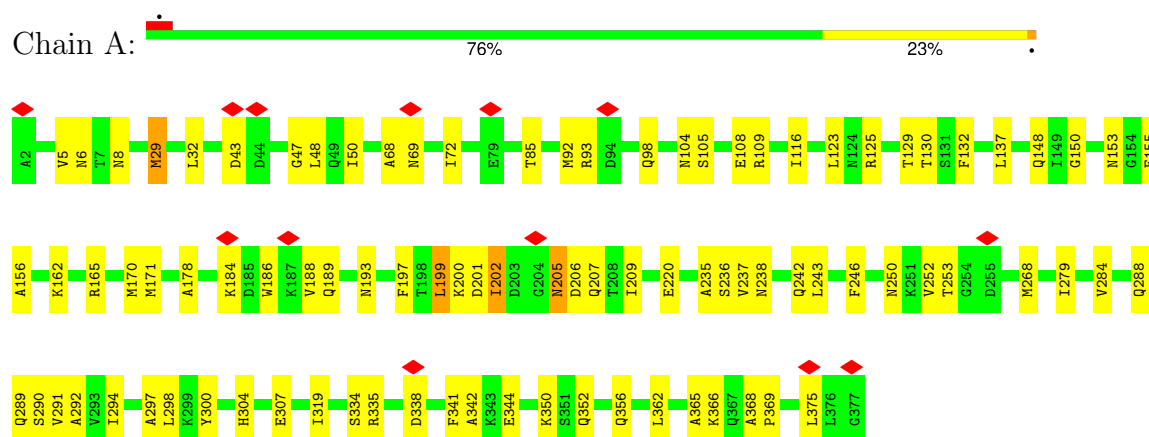 Chain A:
76% 23%
A2 V5 N6 T7 N8 M29 L32 D43 D44 G47 L48 Q49 I50 A68 N69 I72 E79 T85 M92 R93 D94 Q98 N104 S105 E108 R109 I116 L123 N124 R125 T129 T130 S131 F132 L137 Q148 I149 G150 N153 G154
A156 K162 R165 M170 M171 A178 K184 D185 W186 K187 V188 Q189 N193 F197 T198 L199 K200 D201 I202 D203 G204 N205 D206 Q207 T208 I209 E220 A235 S236 V237 N238 Q242 L243 F246 N250 K251 V252 T253 G254 D255 M268 I279 V284 Q288
Q289 S290 V291 A292 V293 I294 A297 L298 K299 Y300 H304 E307 I319 S334 R335 D338 F341 A342 K343 E344 K350 S351 Q352 Q356 L362 A365 K366 Q367 A368 P369 L375 L376 G377